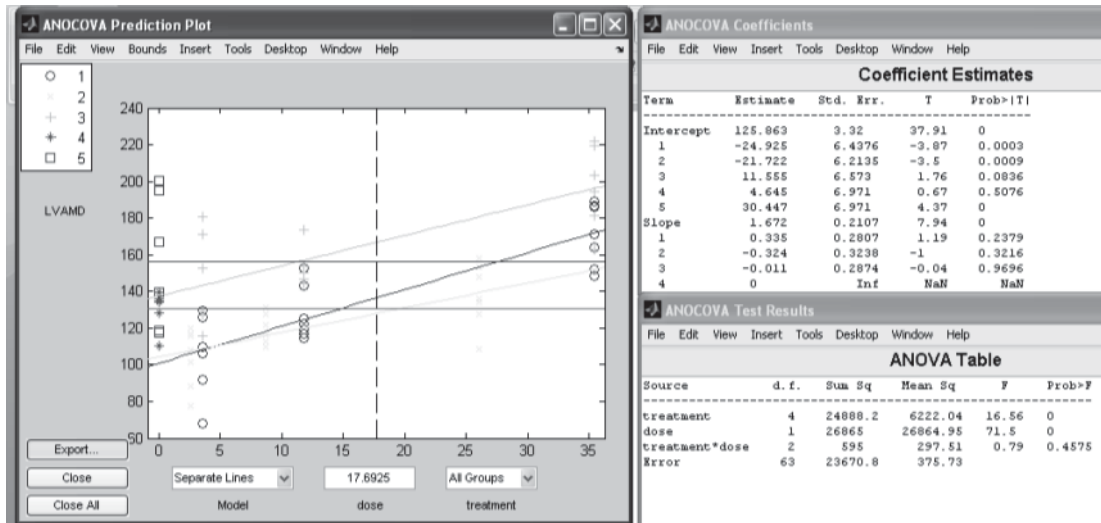 ANOCOVA Prediction Plot
File Edit View Bounds Insert Tools Desktop Window Help
1
2
3
4
5
LVAMD
240
220
200
180
160
140
120
100
80
60
0 5 10 15 20 25 30 35
Export...
Close
Close All
Separate Lines
17.6925
All Groups
Model
dose
treatment
ANOCOVA Coefficients
File Edit View Insert Tools Desktop Window Help
Coefficient Estimates
Term Estimate Std. Err. T Prob>|T|
Intercept 125.863 3.32 37.91 0
1 -24.925 6.4376 -3.87 0.0003
2 -21.722 6.2135 -3.5 0.0009
3 11.555 6.573 1.76 0.0836
4 4.645 6.971 0.67 0.5076
5 30.447 6.971 4.37 0
Slope 1.672 0.2107 7.94 0
1 0.335 0.2807 1.19 0.2379
2 -0.324 0.3238 -1 0.3216
3 -0.011 0.2874 -0.04 0.9696
4 0 Inf NaN NaN
ANOCOVA Test Results
File Edit View Insert Tools Desktop Window Help
ANOVA Table
Source d.f. Sum Sq Mean Sq F Prob>F
treatment 4 24888.2 6222.04 16.56 0
dose 1 26865 26864.95 71.5 0
treatment*dose 2 595 297.51 0.79 0.4575
Error 63 23670.8 375.73